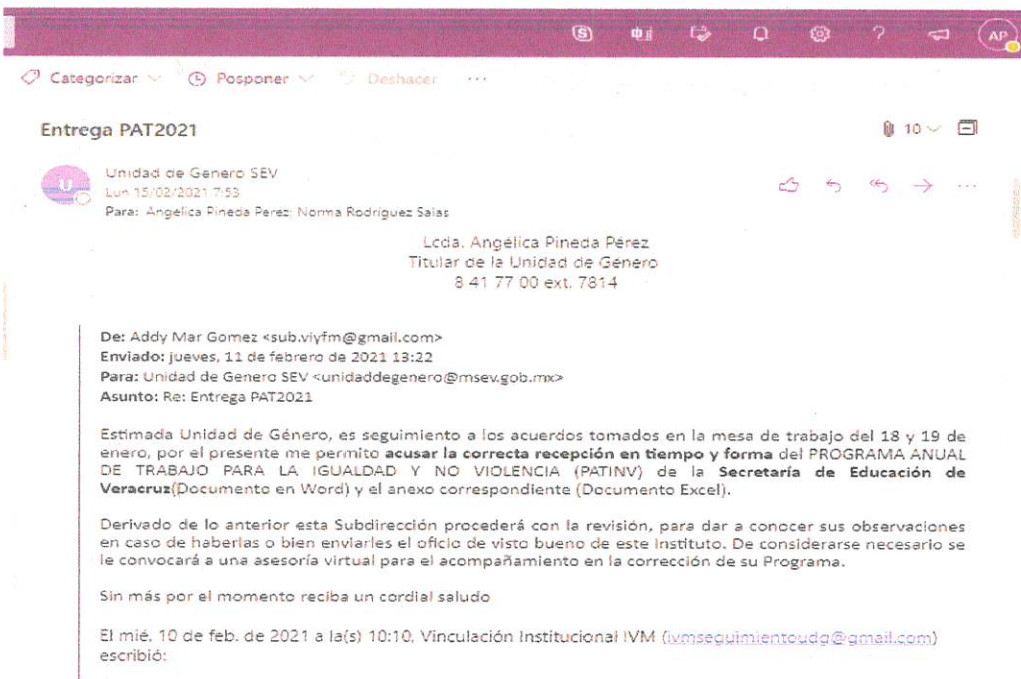 AP
Categorizar Posponer Deshacer ...
Entrega PAT2021
10
U
Unidad de Genero SEV
Lun 15/02/2021 7:53
Para: Angélica Pineda Perez; Norma Rodríguez Salas
Lcda. Angélica Pineda Pérez
Titular de la Unidad de Género
8 41 77 00 ext. 7814
De: Addy Mar Gomez <sub.viyfm@gmail.com>
Enviado: jueves, 11 de febrero de 2021 13:22
Para: Unidad de Genero SEV <unidaddegenero@msev.gob.mx>
Asunto: Re: Entrega PAT2021
Estimada Unidad de Género, es seguimiento a los acuerdos tomados en la mesa de trabajo del 18 y 19 de
enero, por el presente me permito acusar la correcta recepción en tiempo y forma del PROGRAMA ANUAL
DE TRABAJO PARA LA IGUALDAD Y NO VIOLENCIA (PATINV) de la Secretaría de Educación de
Veracruz(Documento en Word) y el anexo correspondiente (Documento Excel).
Derivado de lo anterior esta Subdirección procederá con la revisión, para dar a conocer sus observaciones
en caso de haberlas o bien enviarles el oficio de visto bueno de este Instituto. De considerarse necesario se
le convocará a una asesoría virtual para el acompañamiento en la corrección de su Programa.
Sin más por el momento reciba un cordial saludo
El mié, 10 de feb. de 2021 a la(s) 10:10, Vinculación Institucional IVM (ivmseguimientoudg@gmail.com)
escribió: